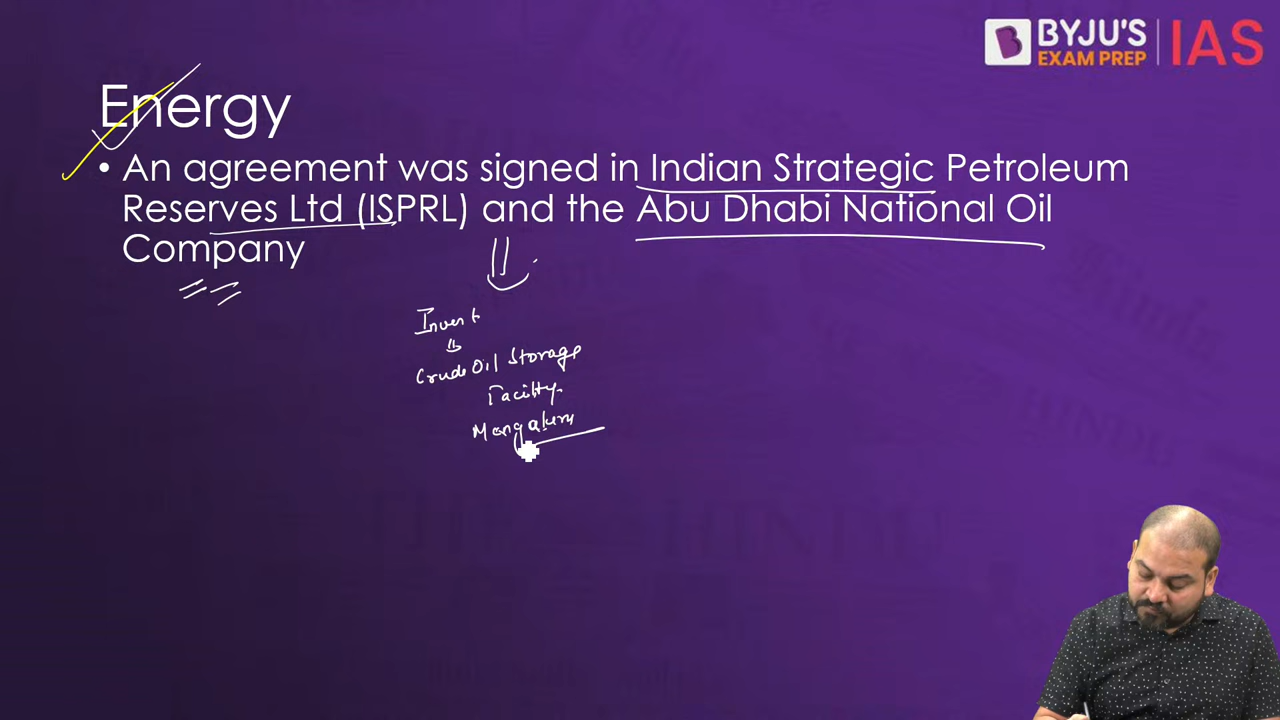 BYJU'S
EXAM PREP
IAS
Energy
• An agreement was signed in Indian Strategic Petroleum
Reserves Ltd (ISPRL) and the Abu Dhabi National Oil
Company
Invest
Crude Oil Storage
Facility
Mangaluru